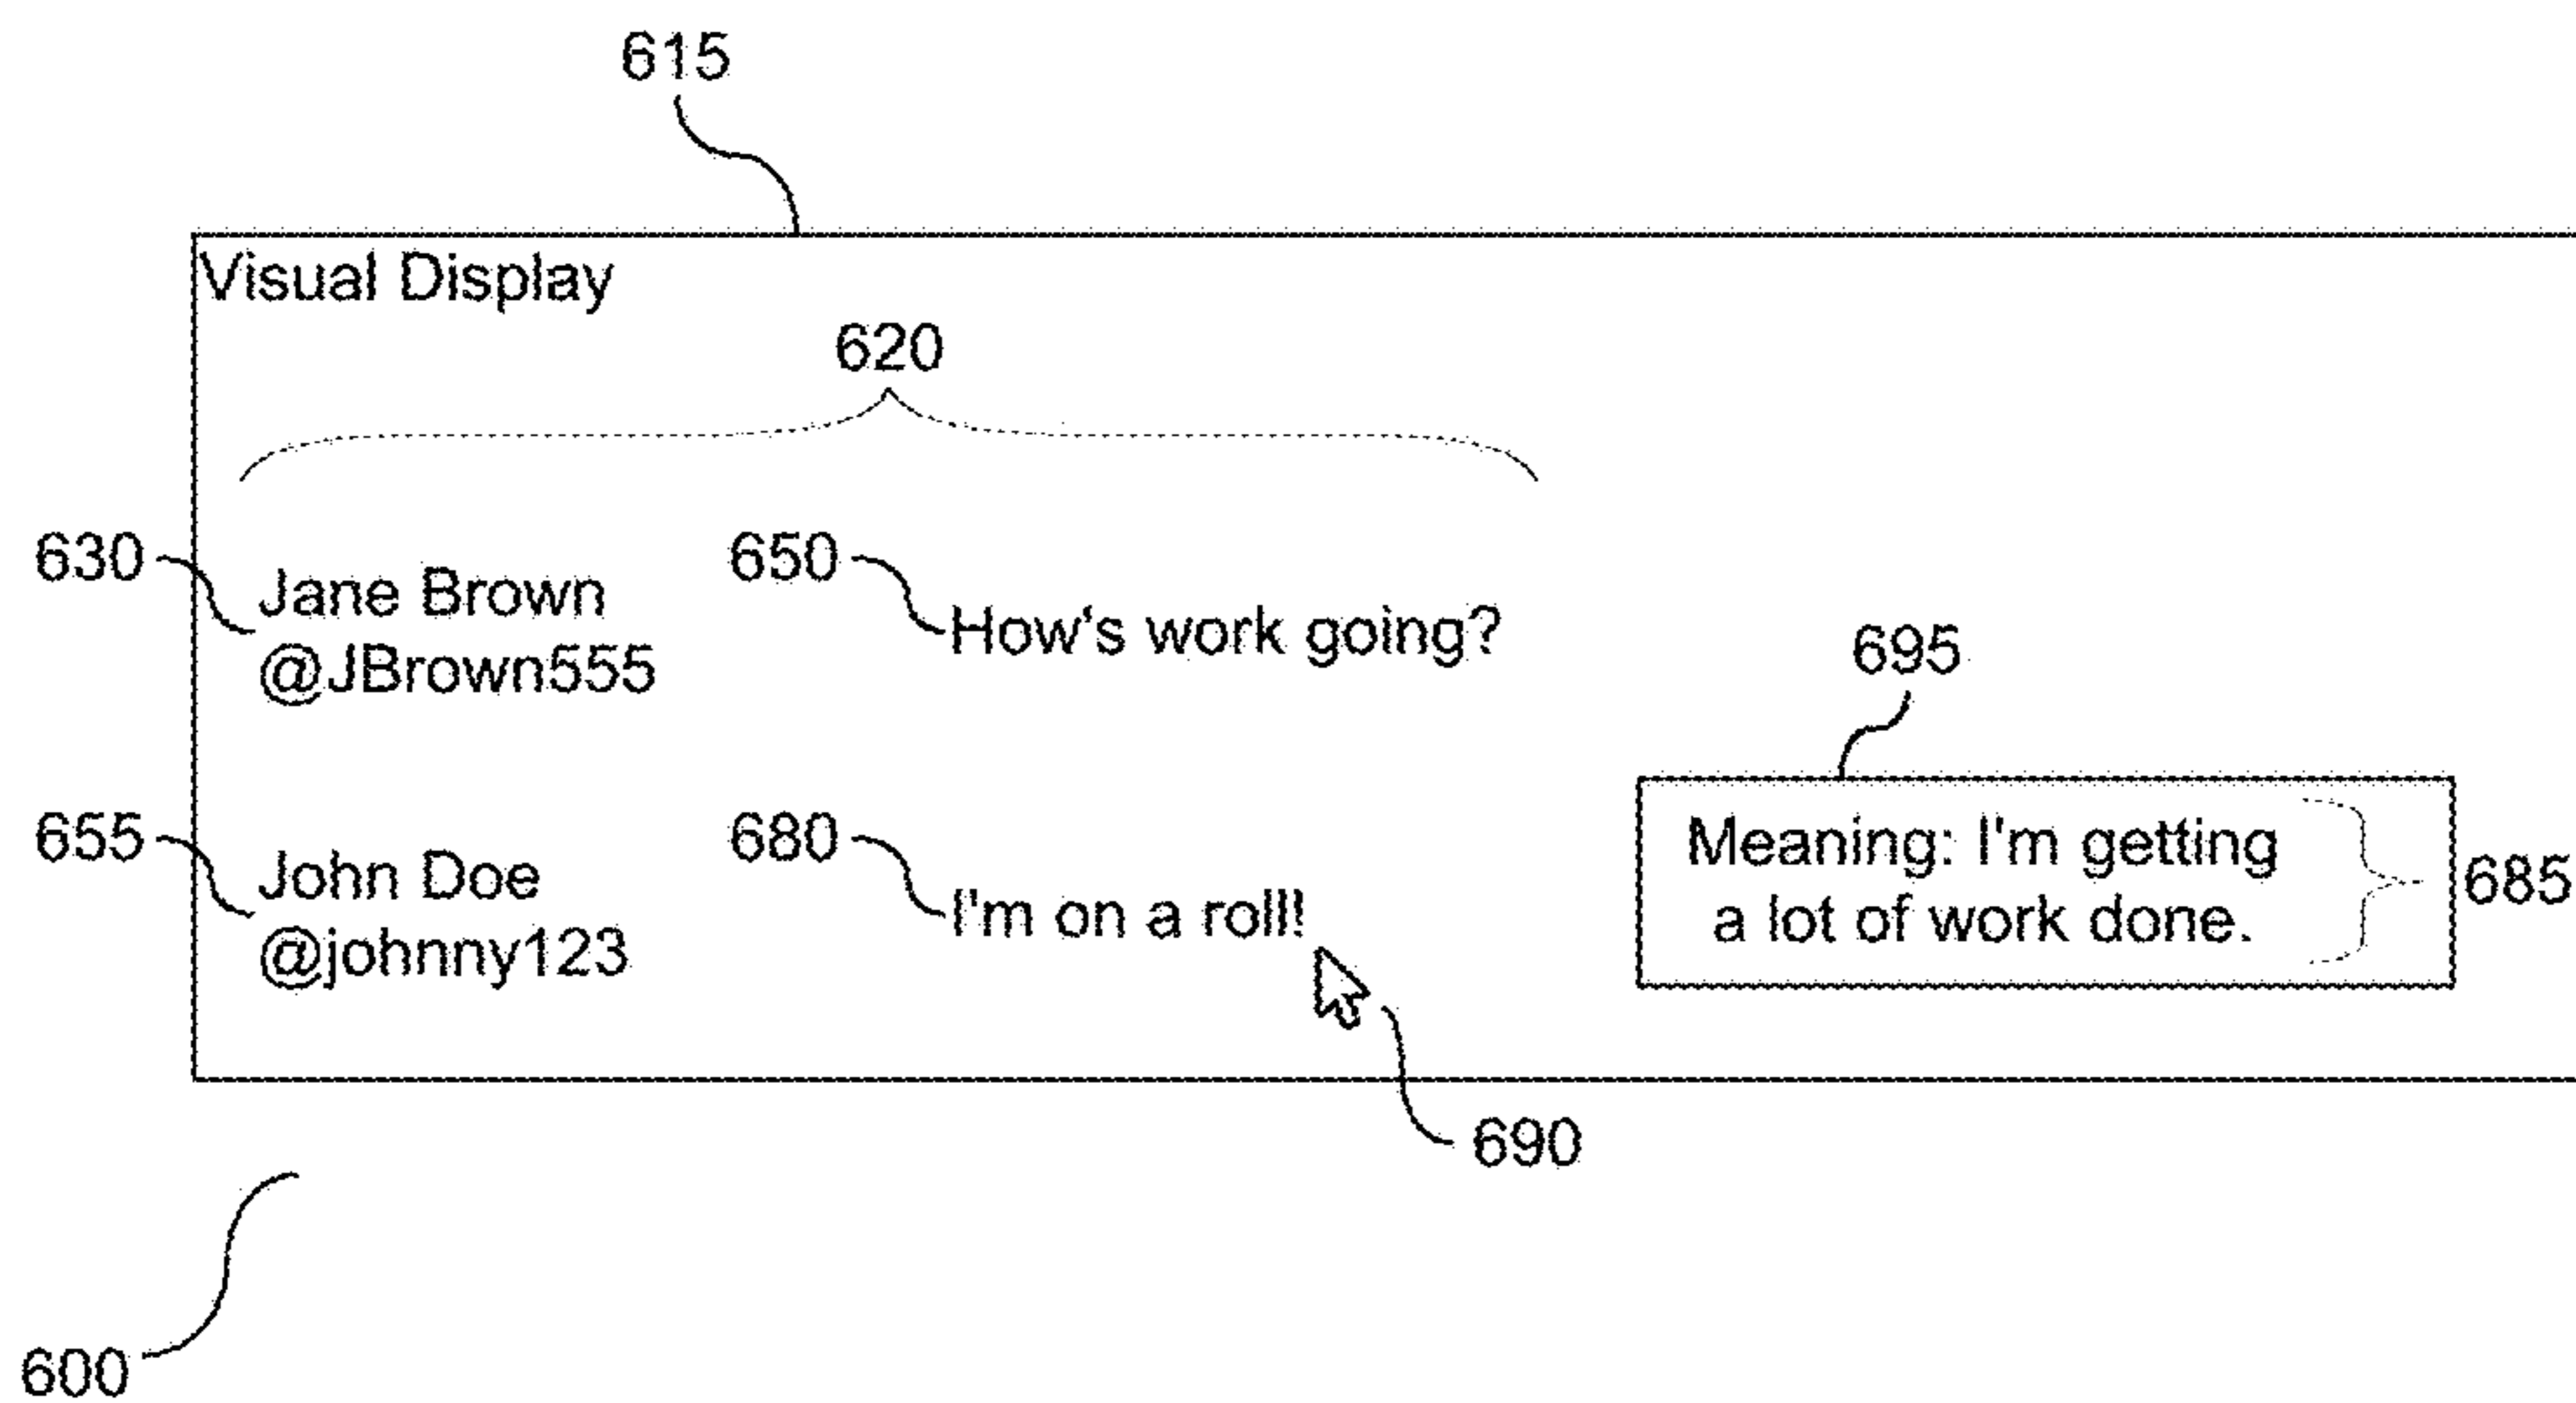 615
Visual Display
620
630
Jane Brown
@JBrown555
650
How's work going?
695
655
John Doe
@johnny123
680
I'm on a roll!
Meaning: I'm getting
a lot of work done.
685
690
600